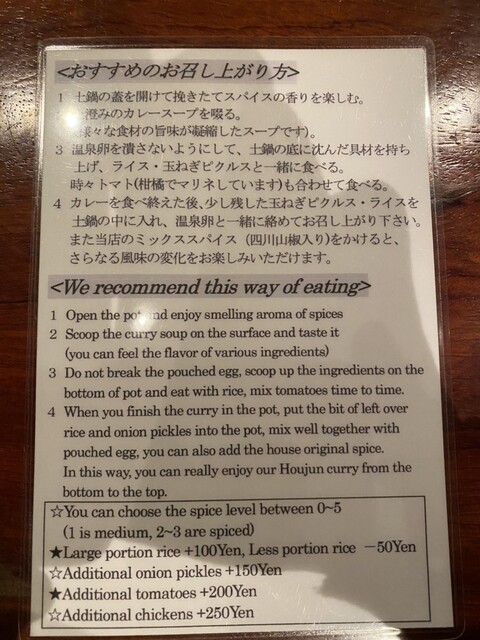 <おすすめのお召し上がり方>
1 土鍋の蓋を開けて挽きたてスパイスの香りを楽しむ。
澄みのカレースープを啜る。
々な食材の旨味が凝縮したスープです)。
3 温泉卵を潰さないようにして、土鍋の底に沈んだ具材を持ち
上げ、ライス・玉ねぎピクルスと一緒に食べる。
時々トマト(柑橘でマリネしています)も合わせて食べる。
4 カレーを食べ終えた後、少し残した玉ねぎピクルス・ライスを
土鍋の中に入れ、温泉卵と一緒に絡めてお召し上がり下さい。
また当店のミックススパイス(四川山椒入り)をかけると、
さらなる風味の変化をお楽しみいただけます。
<We recommend this way of eating>
1 Open the pot and enjoy smelling aroma of spices
2 Scoop the curry soup on the surface and taste it
(you can feel the flavor of various ingredients)
3 Do not break the pouched egg, scoop up the ingredients on the
bottom of pot and eat with rice, mix tomatoes time to time.
4 When you finish the curry in the pot, put the bit of left over
rice and onion pickles into the pot, mix well together with
pouched egg, you can also add the house original spice.
In this way, you can really enjoy our Houjun curry from the
bottom to the top.
☆You can choose the spice level between 0~5
(1 is medium, 2~3 are spiced)
★Large portion rice +100Yen, Less portion rice －50Yen
☆Additional onion pickles +150Yen
★Additional tomatoes +200Yen
☆Additional chickens +250Yen